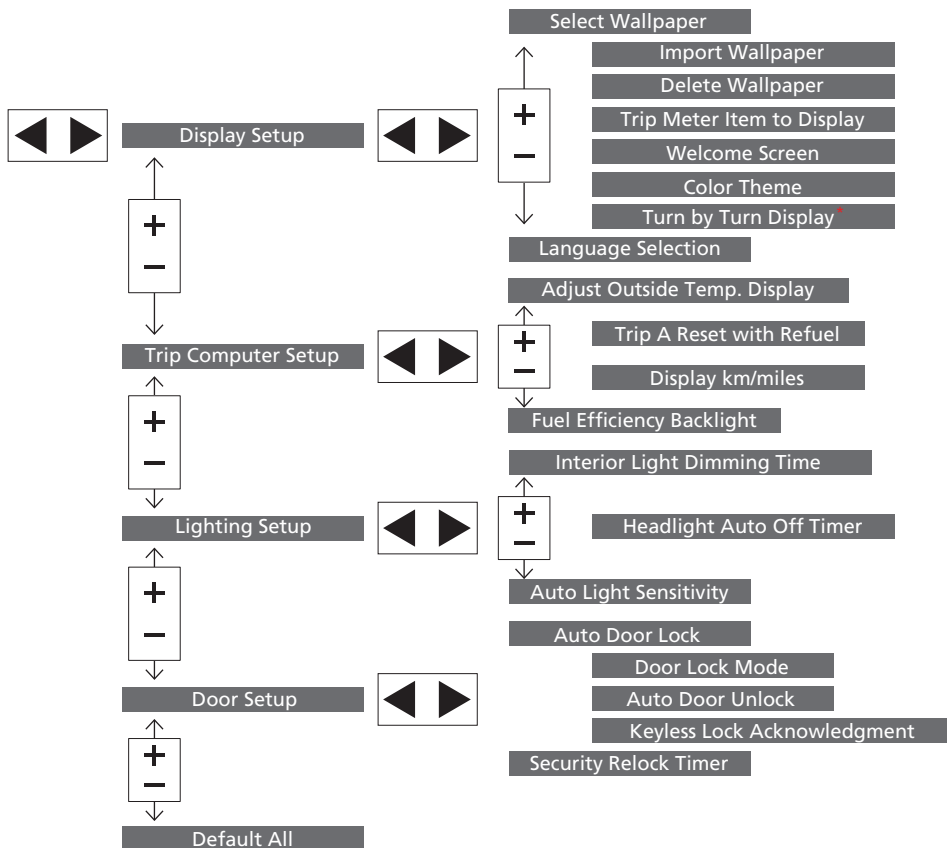 Select Wallpaper
Import Wallpaper
Delete Wallpaper
Display Setup
Trip Meter Item to Display
Welcome Screen
Color Theme
Turn by Turn Display*
Language Selection
Adjust Outside Temp. Display
Trip Computer Setup
Trip A Reset with Refuel
Display km/miles
Fuel Efficiency Backlight
Interior Light Dimming Time
Lighting Setup
Headlight Auto Off Timer
Auto Light Sensitivity
Auto Door Lock
Door Lock Mode
Door Setup
Auto Door Unlock
Keyless Lock Acknowledgment
Security Relock Timer
Default All